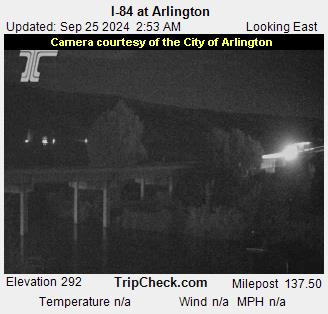 I-84 at Arlington
Updated: Sep 25 2024 2:53 AM Looking East
Camera courtesy of the City of Arlington
Elevation 292 TripCheck.com Milepost 137.50
Temperature n/a Wind n/a MPH n/a